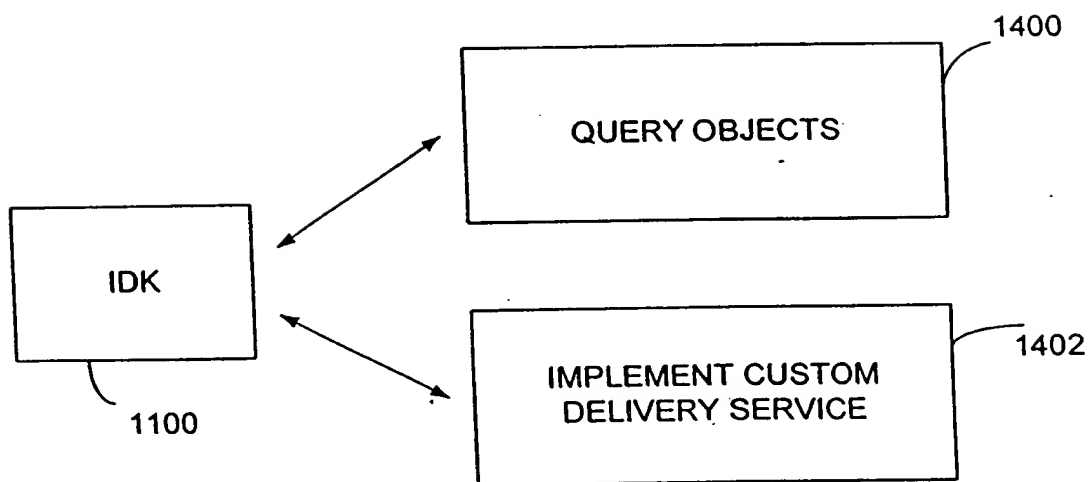 1400
QUERY OBJECTS
IDK
1100
IMPLEMENT CUSTOM
DELIVERY SERVICE
1402